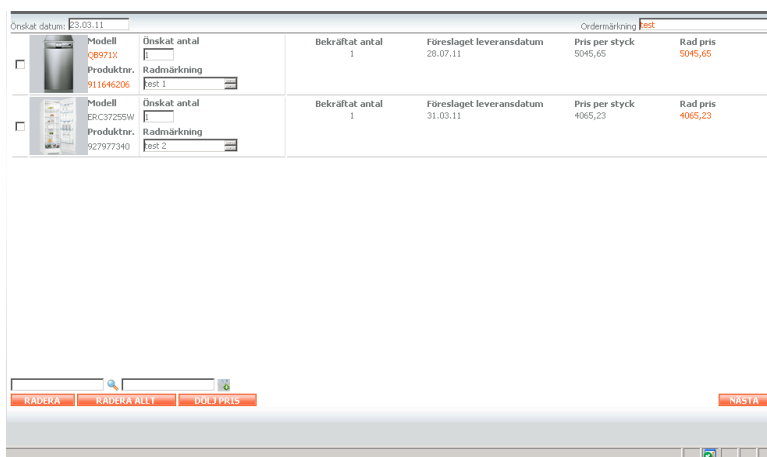 Önskat datum: 23.03.11 Ordermärkning test
Modell Önskat antal Bekräftat antal Föreslaget leveransdatum Pris per styck Rad pris
QB971X 1 1 28.07.11 5045,65 5045,65
Produktnr. Radmärkning
911646206 test 1
Modell Önskat antal Bekräftat antal Föreslaget leveransdatum Pris per styck Rad pris
ERC37255W 1 1 31.03.11 4065,23 4065,23
Produktnr. Radmärkning
927977340 test 2
RADERA RADERA ALLT DÖLJ PRIS NÄSTA